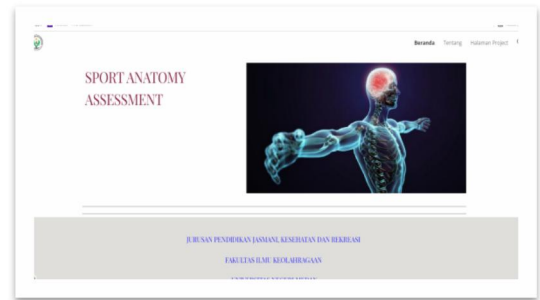 Beranda Tentang Halaman Project
SPORT ANATOMY
ASSESSMENT
JURUSAN PENDIDIKAN JASMANI, KESEHATAN DAN REKREASI
FAKULTAS ILMU KEOLAHRAGAAN